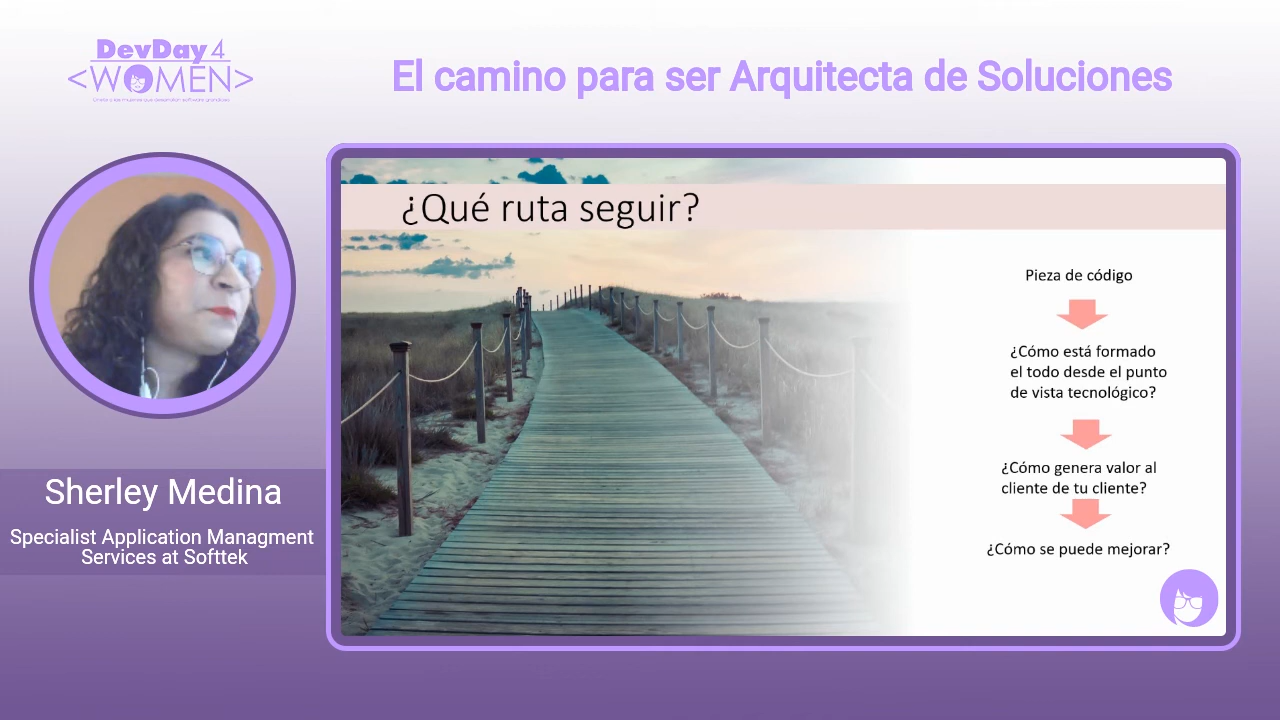 DevDay 4
<WOMEN>
El camino para ser Arquitecta de Soluciones
¿Qué ruta seguir?
Pieza de código
¿Cómo está formado
el todo desde el punto
de vista tecnológico?
¿Cómo genera valor al
cliente de tu cliente?
¿Cómo se puede mejorar?
Sherley Medina
Specialist Application Managment
Services at Softtek